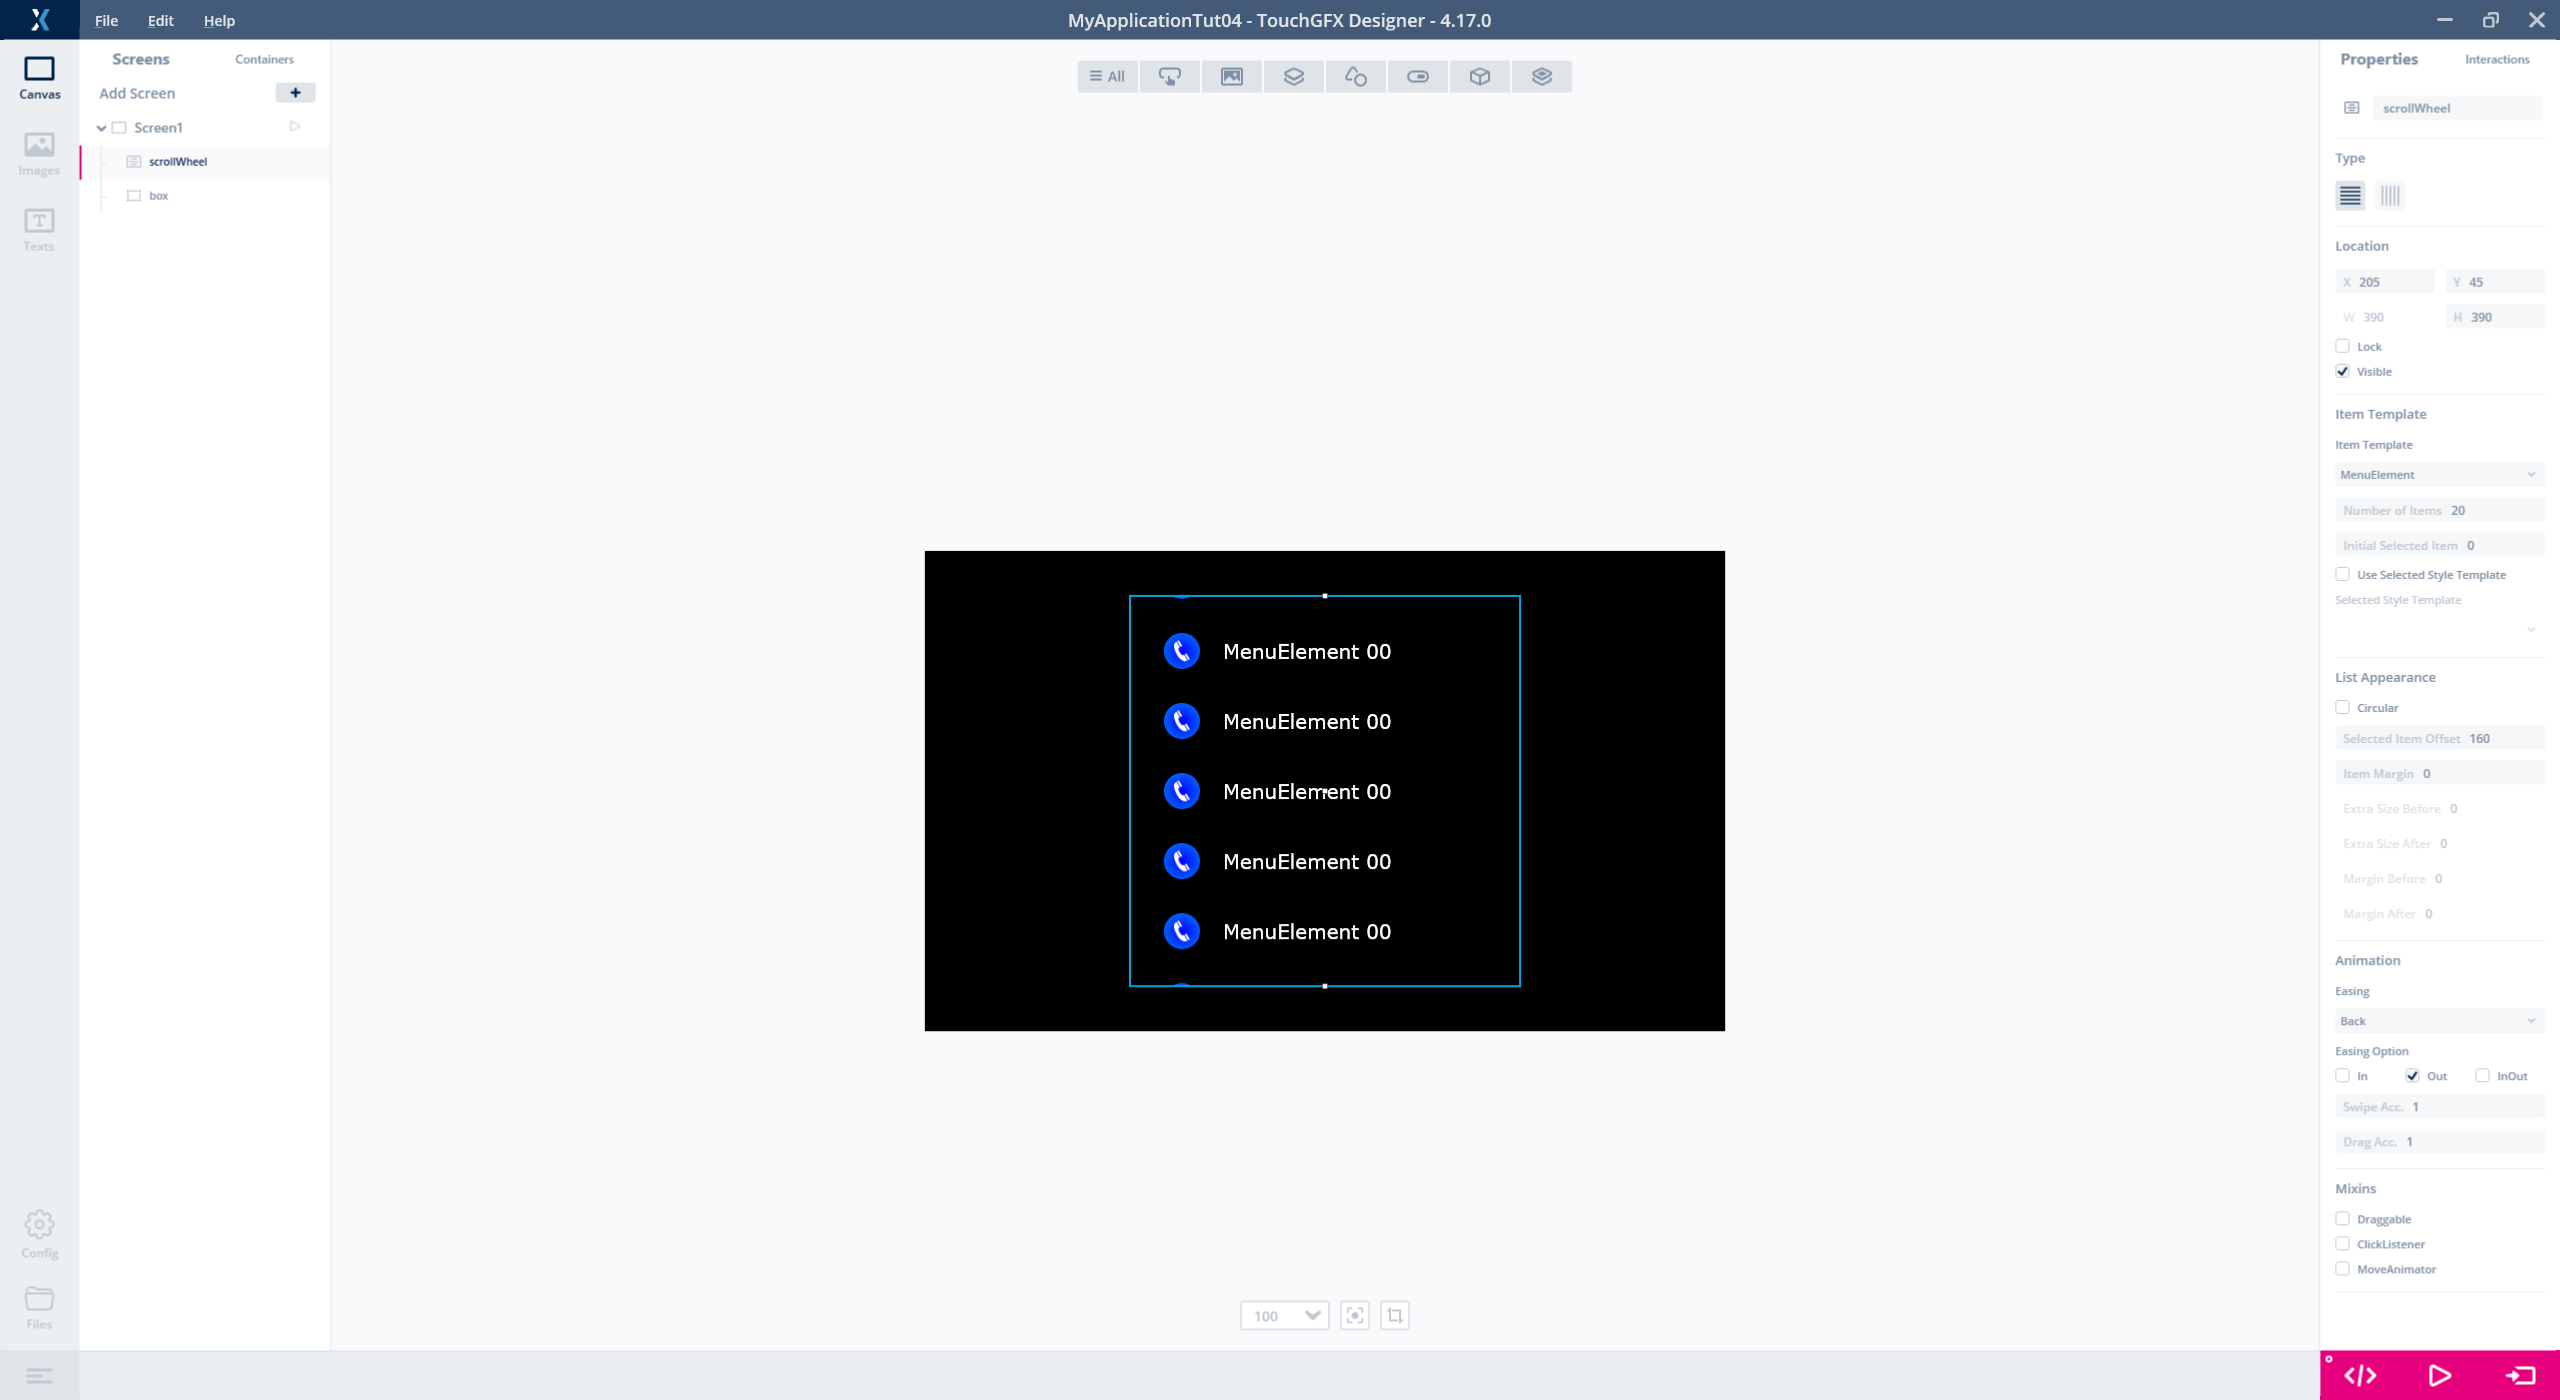 File Edit Help
MyApplicationTut04 - TouchGFX Designer - 4.17.0
Canvas
Images
Texts
Config
Files
Screens Containers
Add Screen +
Screen1
scrollWheel
box
All
MenuElement 00
MenuElement 00
MenuElement 00
MenuElement 00
MenuElement 00
100
Properties Interactions
scrollWheel
Type
Location
X 205 Y 45
W 390 H 390
Lock
Visible
Item Template
Item Template
MenuElement
Number of Items 20
Initial Selected Item 0
Use Selected Style Template
Selected Style Template
List Appearance
Circular
Selected Item Offset 160
Item Margin 0
Extra Size Before 0
Extra Size After 0
Margin Before 0
Margin After 0
Animation
Easing
Back
Easing Option
In Out InOut
Swipe Acc. 1
Drag Acc. 1
Mixins
Draggable
ClickListener
MoveAnimator